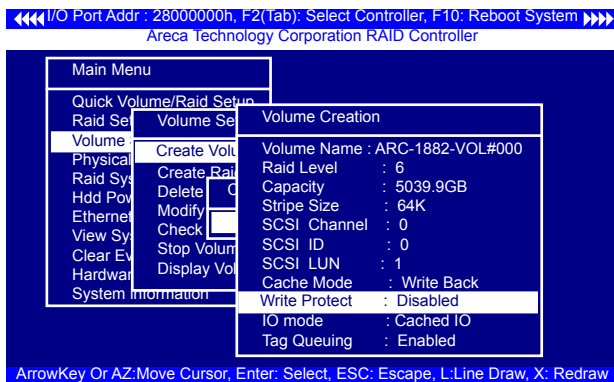 I/O Port Addr : 28000000h, F2(Tab): Select Controller, F10: Reboot System
Areca Technology Corporation RAID Controller
Main Menu
Quick Volume/Raid Setup
Raid Set
Volume
Physical
Raid Sys
Hdd Pow
Ethernet
View Sys
Clear Ev
Hardwar
System Information
Volume Se
Create Volu
Create Raid
Delete
Modify
Check
Stop Volum
Display Vol
C
Volume Creation
Volume Name : ARC-1882-VOL#000
Raid Level : 6
Capacity : 5039.9GB
Stripe Size : 64K
SCSI Channel : 0
SCSI ID : 0
SCSI LUN : 1
Cache Mode : Write Back
Write Protect : Disabled
IO mode : Cached IO
Tag Queuing : Enabled
ArrowKey Or AZ:Move Cursor, Enter: Select, ESC: Escape, L:Line Draw, X: Redraw